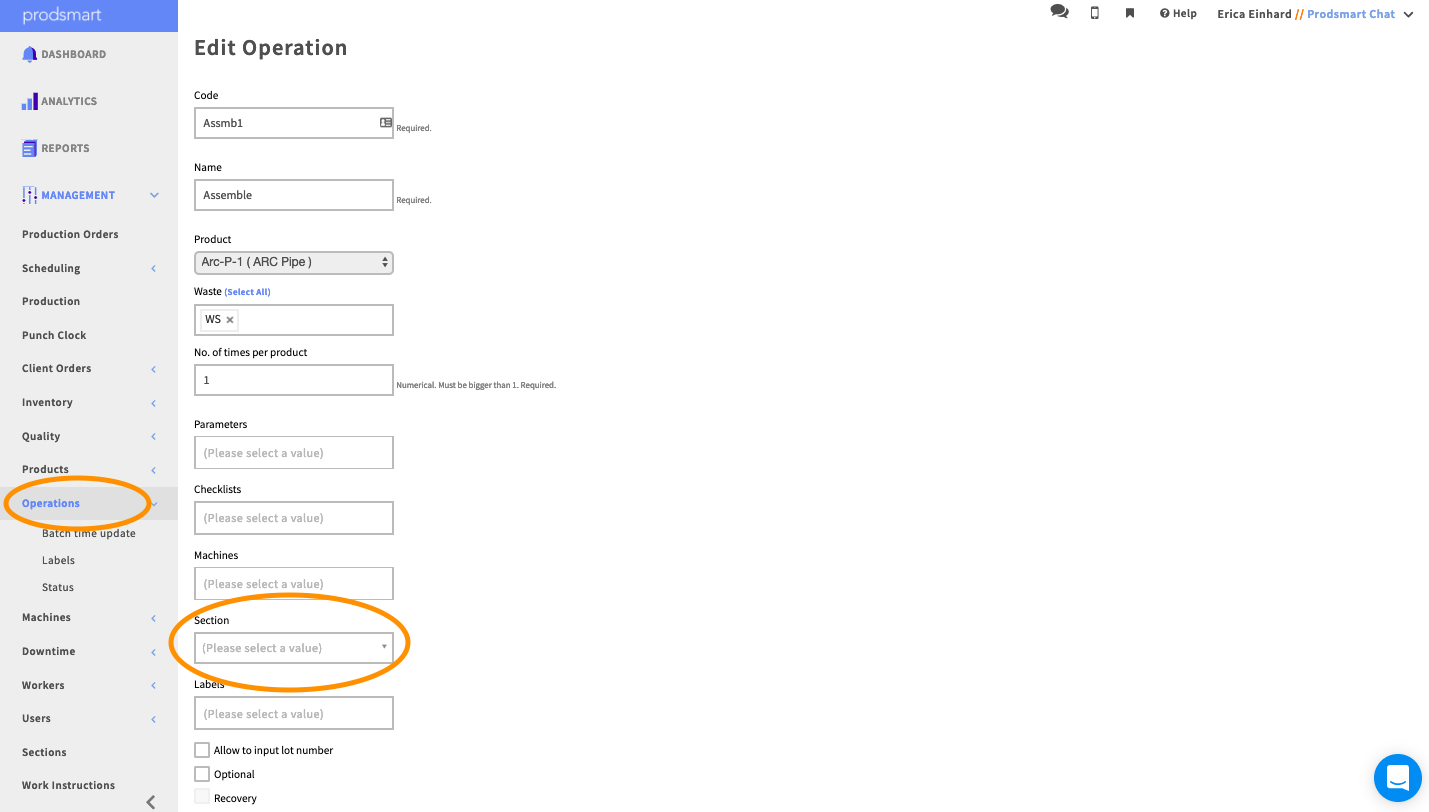 prodsmart
Help
Erica Einhard // Prodsmart Chat
DASHBOARD
ANALYTICS
REPORTS
MANAGEMENT
Production Orders
Scheduling
Production
Punch Clock
Client Orders
Inventory
Quality
Products
Operations
Batch time update
Labels
Status
Machines
Downtime
Workers
Users
Sections
Work Instructions
Edit Operation
Code
Assmb1
Required.
Name
Assemble
Required.
Product
Arc-P-1 ( ARC Pipe )
Waste (Select All)
WS ×
No. of times per product
1
Numerical. Must be bigger than 1. Required.
Parameters
(Please select a value)
Checklists
(Please select a value)
Machines
(Please select a value)
Section
(Please select a value)
Labels
(Please select a value)
Allow to input lot number
Optional
Recovery